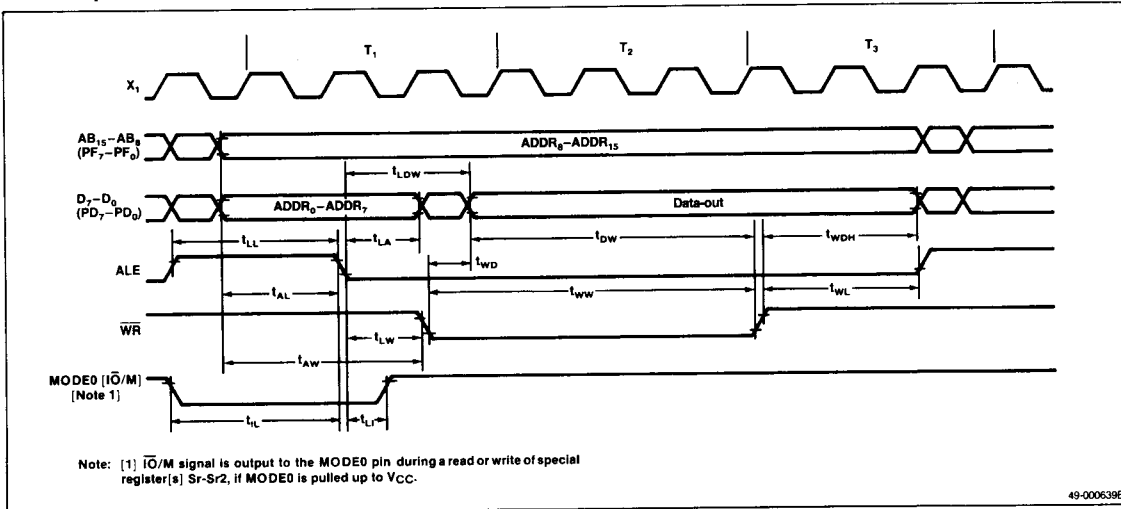 T1 T2 T3
X1
AB15–AB8
(PF7–PF0)
ADDR8–ADDR15
tLDW
D7–D0
(PD7–PD0)
ADDR0–ADDR7
Data-out
tLL
tLA
tDW
tWDH
tWD
ALE
tAL
tWW
tWL
WR
tLW
tAW
MODE0 [IO/M]
[Note 1]
tIL
tLI
Note: [1] IO/M signal is output to the MODE0 pin during a read or write of special
register[s] Sr-Sr2, if MODE0 is pulled up to VCC.
49-000639B